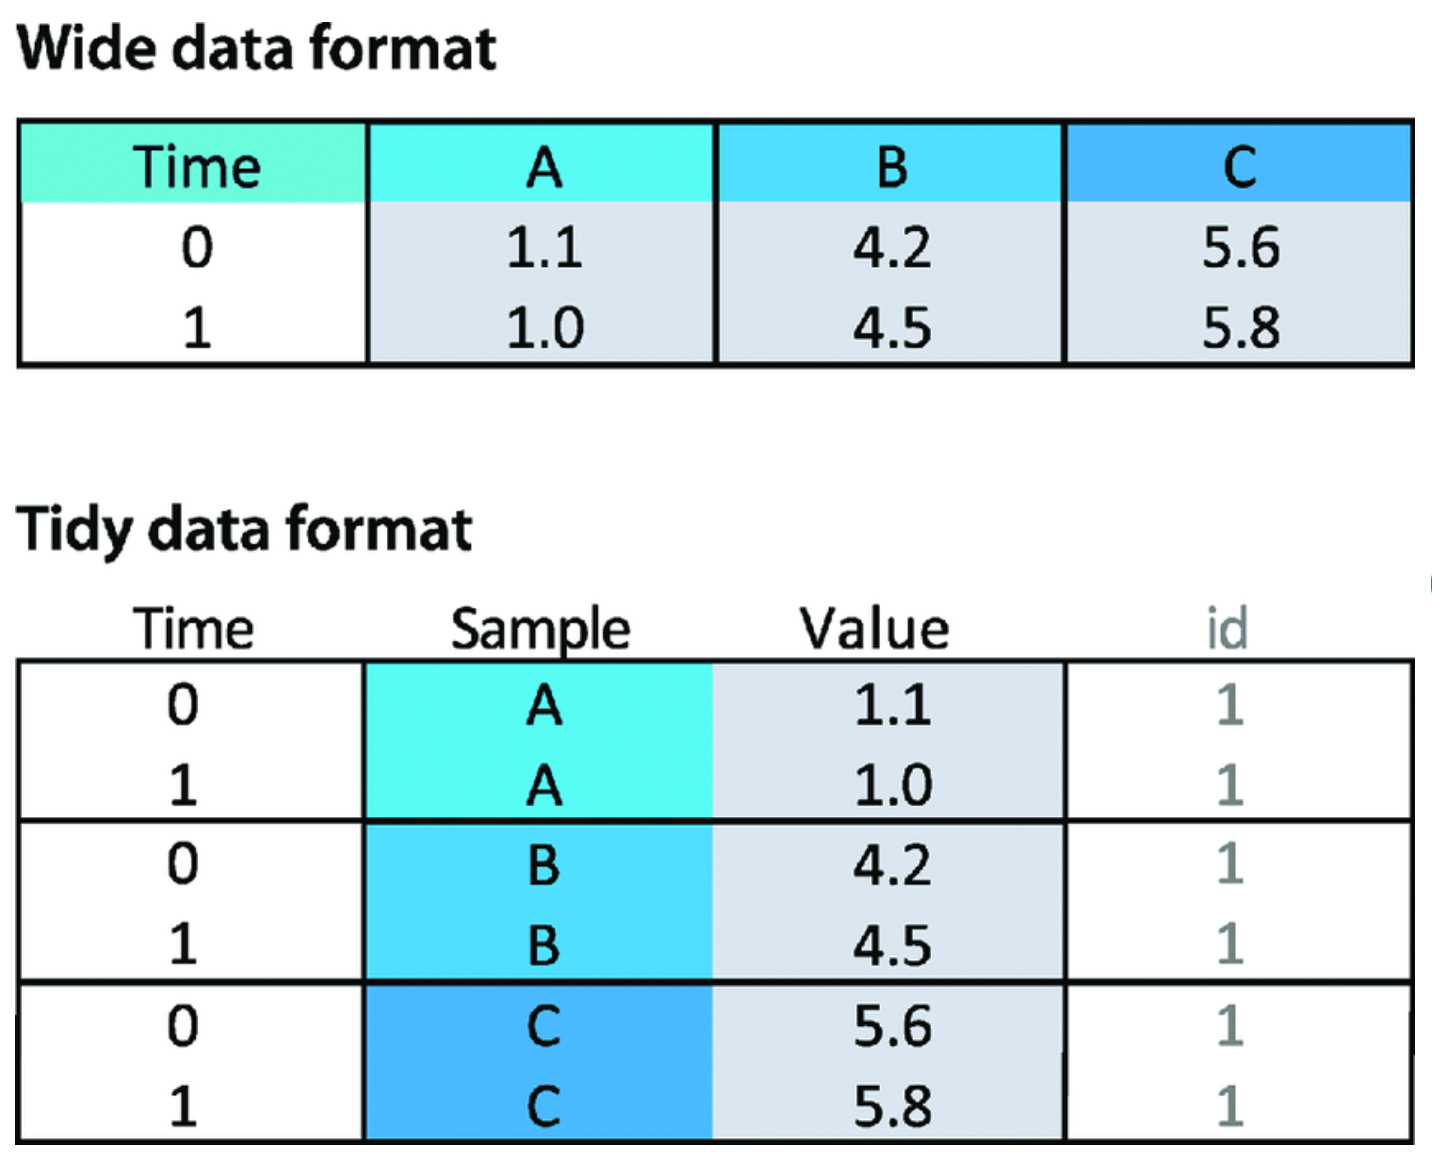 Wide data format
Time A B C
0 1.1 4.2 5.6
1 1.0 4.5 5.8
Tidy data format
Time Sample Value id
0 A 1.1 1
1 A 1.0 1
0 B 4.2 1
1 B 4.5 1
0 C 5.6 1
1 C 5.8 1